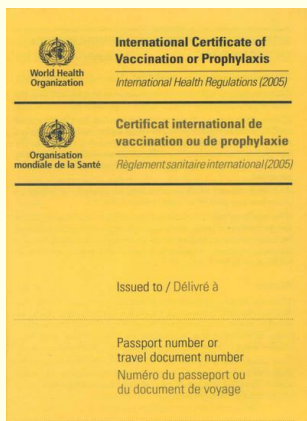 World Health
Organization
International Certificate of
Vaccination or Prophylaxis
International Health Regulations (2005)
Organisation
mondiale de la Santé
Certificat international de
vaccination ou de prophylaxie
Règlement sanitaire international (2005)
Issued to / Délivré à
Passport number or
travel document number
Numéro du passeport ou
du document de voyage